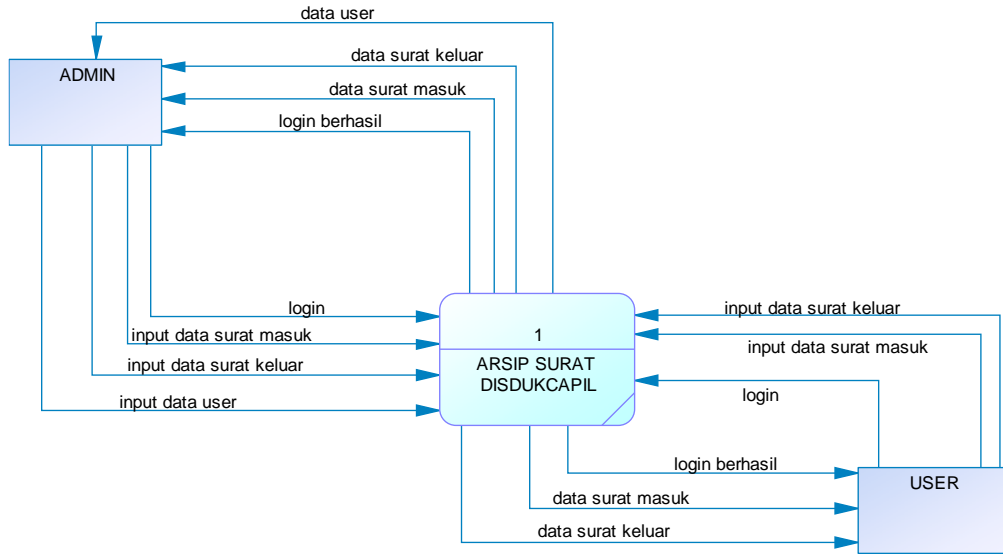 data user
data surat keluar
ADMIN
data surat masuk
login berhasil
login
input data surat masuk
input data surat keluar
input data user
1
ARSIP SURAT
DISDUKCAPIL
input data surat keluar
input data surat masuk
login
login berhasil
USER
data surat masuk
data surat keluar